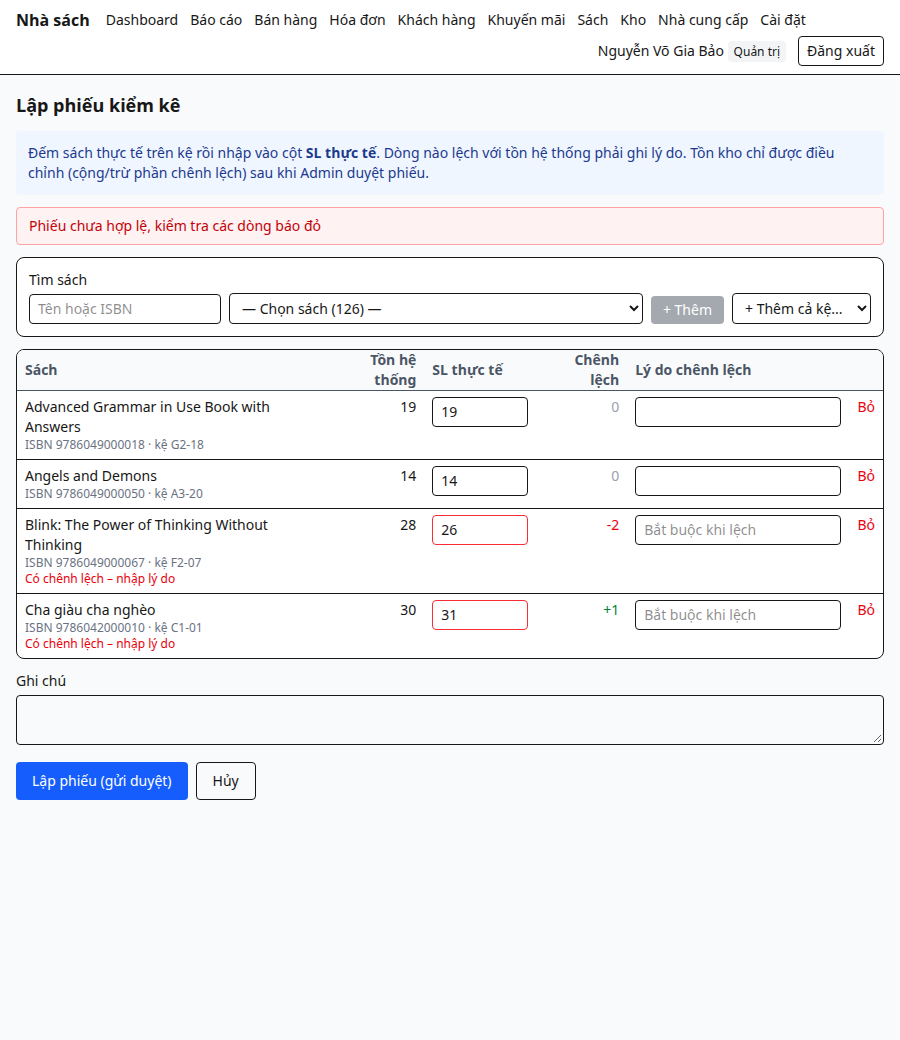 Nhà sách Dashboard Báo cáo Bán hàng Hóa đơn Khách hàng Khuyến mãi Sách Kho Nhà cung cấp Cài đặt
Nguyễn Võ Gia Bảo Quản trị Đăng xuất
Lập phiếu kiểm kê
Đếm sách thực tế trên kệ rồi nhập vào cột SL thực tế. Dòng nào lệch với tồn hệ thống phải ghi lý do. Tồn kho chỉ được điều
chỉnh (cộng/trừ phần chênh lệch) sau khi Admin duyệt phiếu.
Phiếu chưa hợp lệ, kiểm tra các dòng báo đỏ
Tìm sách
Tên hoặc ISBN — Chọn sách (126) — + Thêm + Thêm cả kệ...
Sách Tồn hệ thống SL thực tế Chênh lệch Lý do chênh lệch
Advanced Grammar in Use Book with 19 19 0 Bỏ
Answers
ISBN 9786049000018 · kệ G2-18
Angels and Demons 14 14 0 Bỏ
ISBN 9786049000050 · kệ A3-20
Blink: The Power of Thinking Without 28 26 -2 Bắt buộc khi lệch Bỏ
Thinking
ISBN 9786049000067 · kệ F2-07
Có chênh lệch – nhập lý do
Cha giàu cha nghèo 30 31 +1 Bắt buộc khi lệch Bỏ
ISBN 9786042000010 · kệ C1-01
Có chênh lệch – nhập lý do
Ghi chú
Lập phiếu (gửi duyệt) Hủy